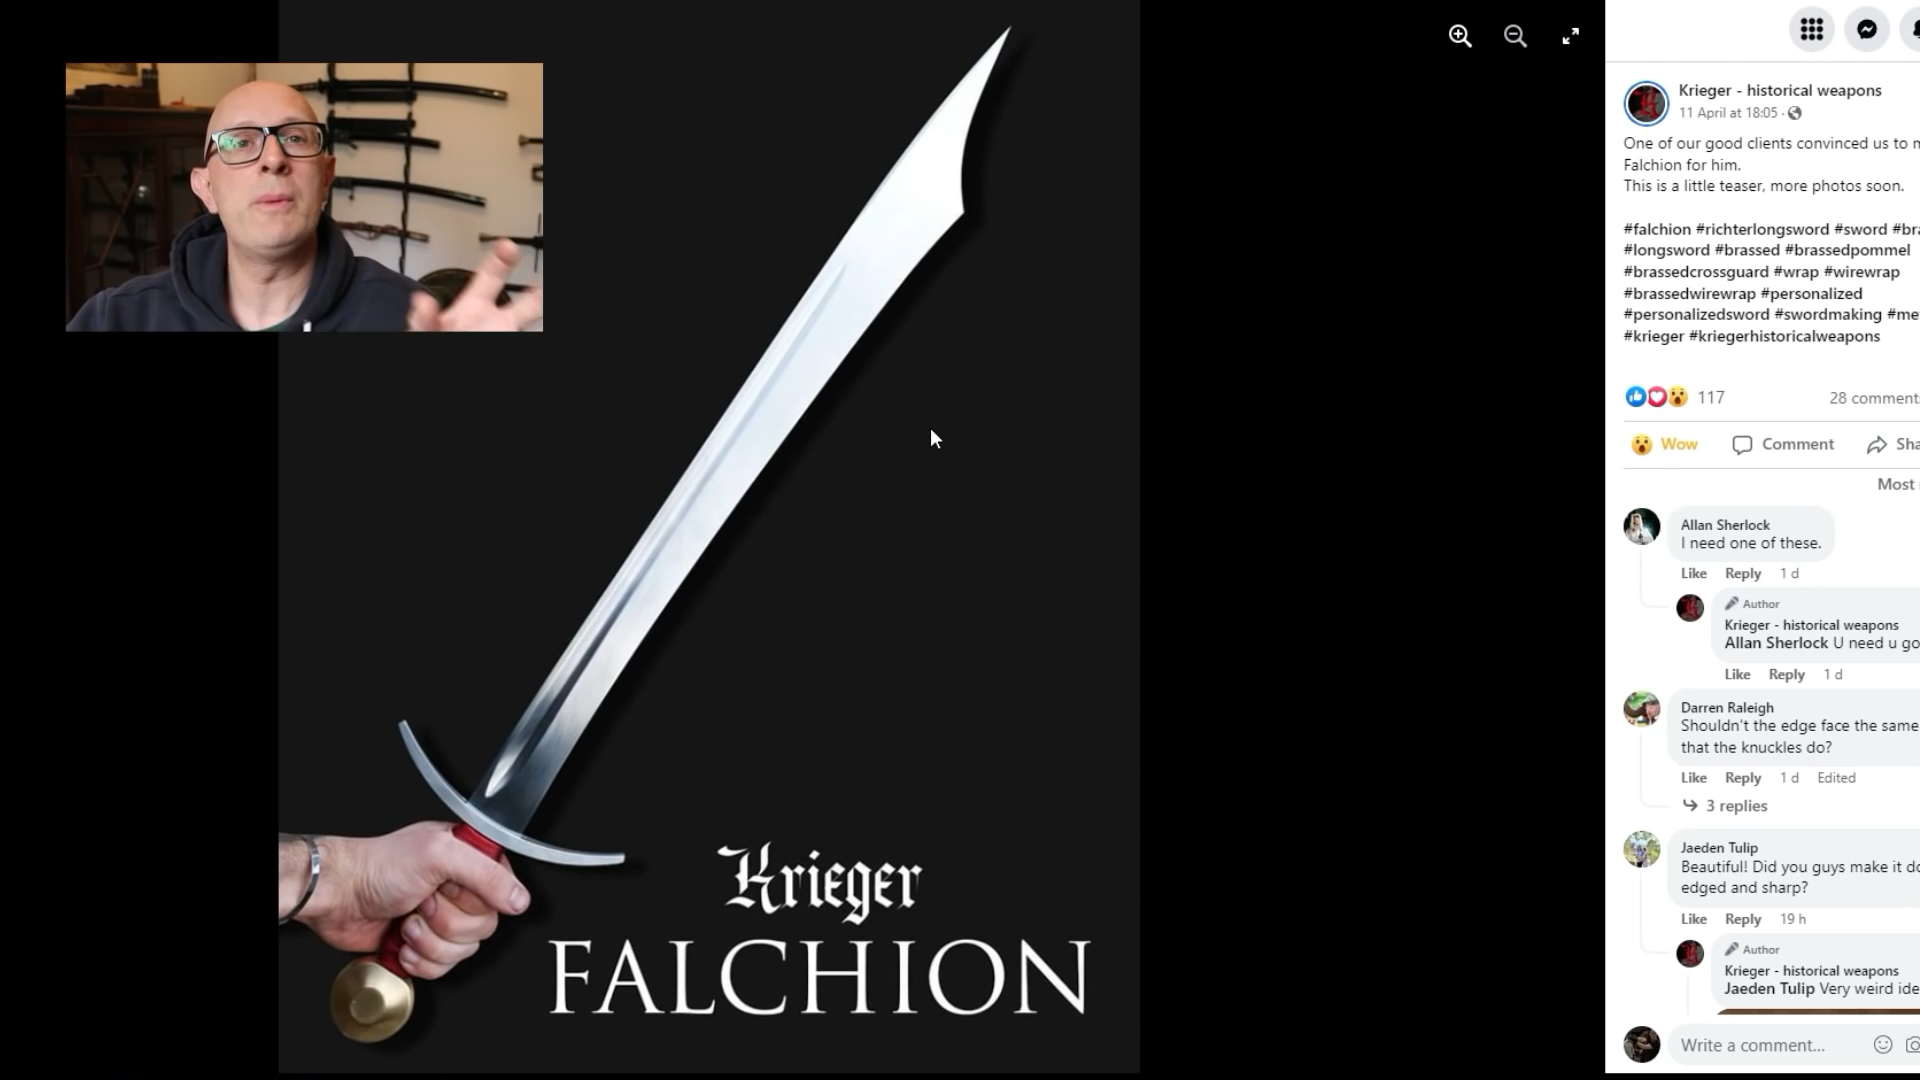 Krieger
FALCHION
Krieger - historical weapons
11 April at 18:05
One of our good clients convinced us to
Falchion for him.
This is a little teaser, more photos soon.
#falchion #richterlongsword #sword
#longsword #brassed #brassedpommel
#brassedcrossguard #wrap #wirewrap
#brassedwirewrap #personalized
#personalizedsword #swordmaking
#krieger #kriegerhistoricalweapons
117
28 comments
Wow
Comment
Most
Allan Sherlock
I need one of these.
Like Reply 1 d
Author
Krieger - historical weapons
Allan Sherlock U need u
Like Reply 1 d
Darren Raleigh
Shouldn't the edge face the same
that the knuckles do?
Like Reply 1 d Edited
3 replies
Jaeden Tulip
Beautiful! Did you guys make it
edged and sharp?
Like Reply 19 h
Author
Krieger - historical weapons
Jaeden Tulip Very weird
Write a comment...